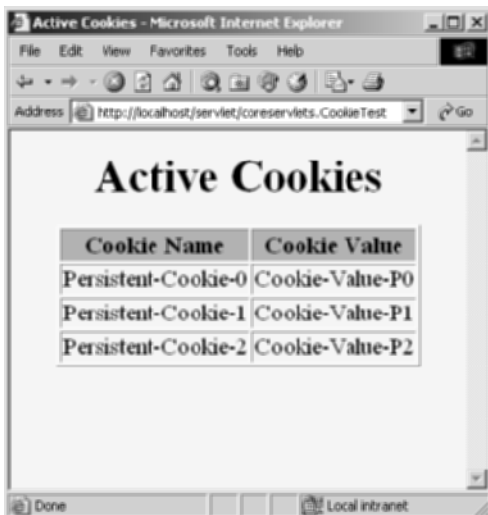 Active Cookies - Microsoft Internet Explorer
File Edit View Favorites Tools Help
Address http://localhost/servlet/coreservlets.CookieTest Go
Active Cookies
Cookie Name Cookie Value
Persistent-Cookie-0 Cookie-Value-P0
Persistent-Cookie-1 Cookie-Value-P1
Persistent-Cookie-2 Cookie-Value-P2
Done Local intranet